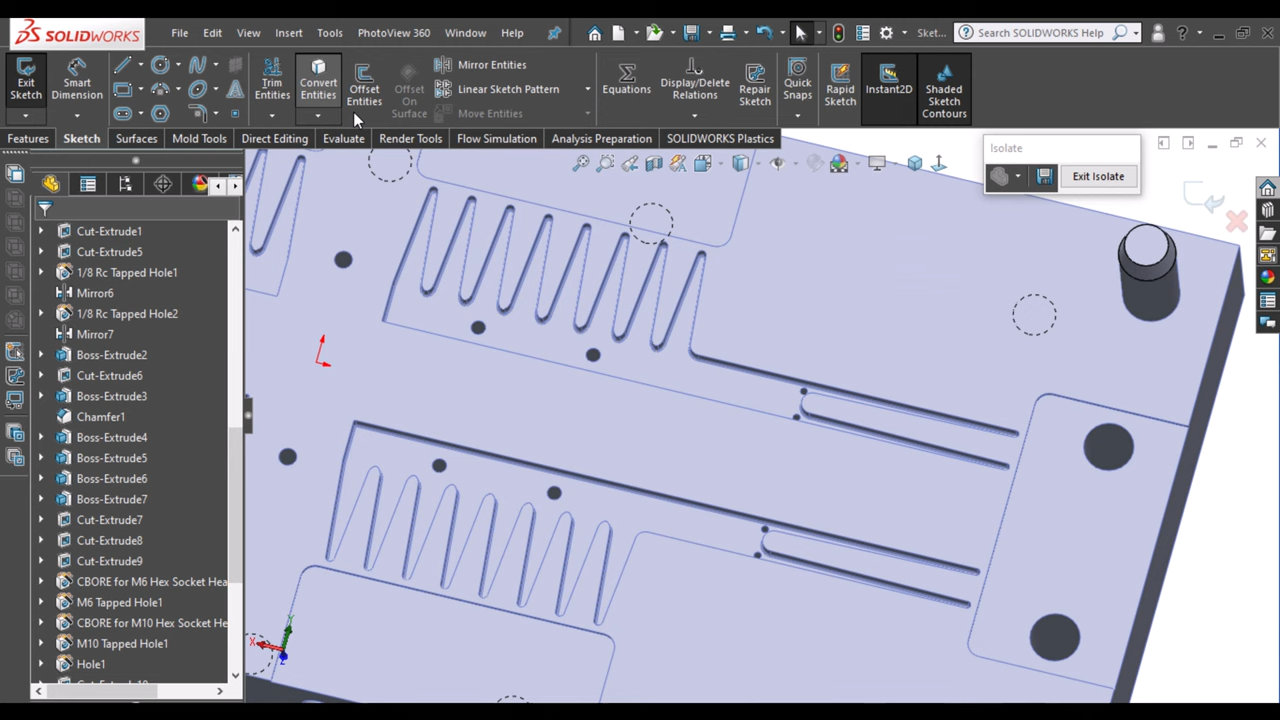 SOLIDWORKS
File Edit View Insert Tools PhotoView 360 Window Help
Sket...
Search SOLIDWORKS Help
Exit Sketch
Smart Dimension
Trim Entities
Convert Entities
Offset Entities
Offset On Surface
Mirror Entities
Linear Sketch Pattern
Move Entities
Equations
Display/Delete Relations
Repair Sketch
Quick Snaps
Rapid Sketch
Instant2D
Shaded Sketch Contours
Features Sketch Surfaces Mold Tools Direct Editing Evaluate Render Tools Flow Simulation Analysis Preparation SOLIDWORKS Plastics
Isolate
Exit Isolate
Cut-Extrude1
Cut-Extrude5
1/8 Rc Tapped Hole1
Mirror6
1/8 Rc Tapped Hole2
Mirror7
Boss-Extrude2
Cut-Extrude6
Boss-Extrude3
Chamfer1
Boss-Extrude4
Boss-Extrude5
Boss-Extrude6
Boss-Extrude7
Cut-Extrude7
Cut-Extrude8
Cut-Extrude9
CBORE for M6 Hex Socket Hea
M6 Tapped Hole1
CBORE for M10 Hex Socket He
M10 Tapped Hole1
Hole1
X
Y
Z